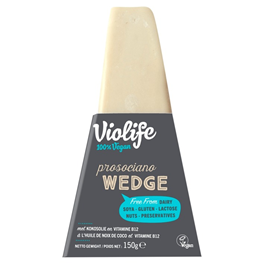 Violife
100% Vegan
prosociano
WEDGE
Free From DAIRY
SOYA - GLUTEN - LACTOSE
NUTS - PRESERVATIVES
met KOKOSOLIE en VITAMINE B12
à L'HUILE DE NOIX DE COCO et VITAMINE B12
NETTO GEWICHT / POIDS NET / 150g e
Vegan